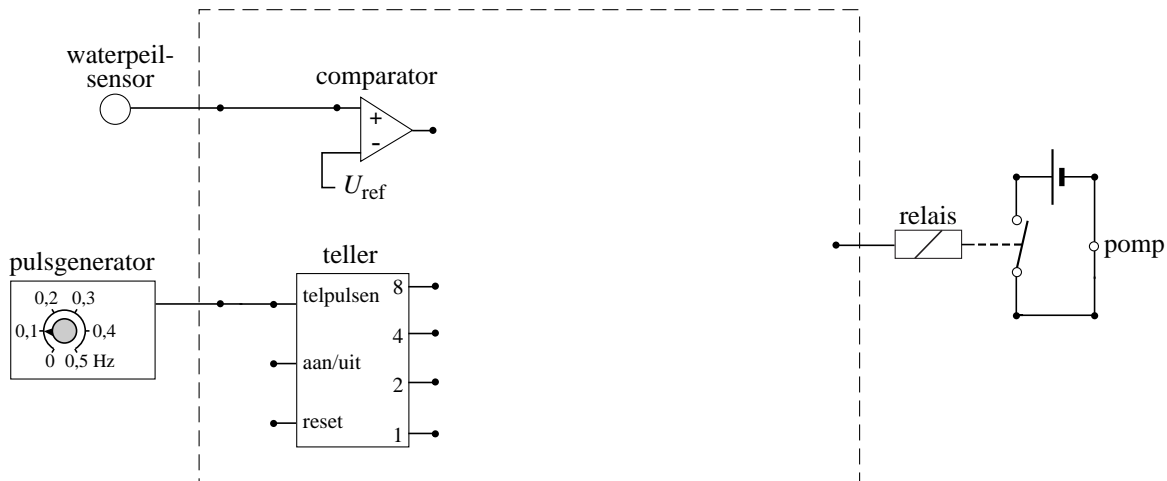 waterpeil-
sensor
comparator
+
-
Uref
relais
pomp
pulsgenerator
0,2 0,3
0,1 0,4
0 0,5 Hz
teller
telpulsen 8
4
aan/uit
2
reset
1